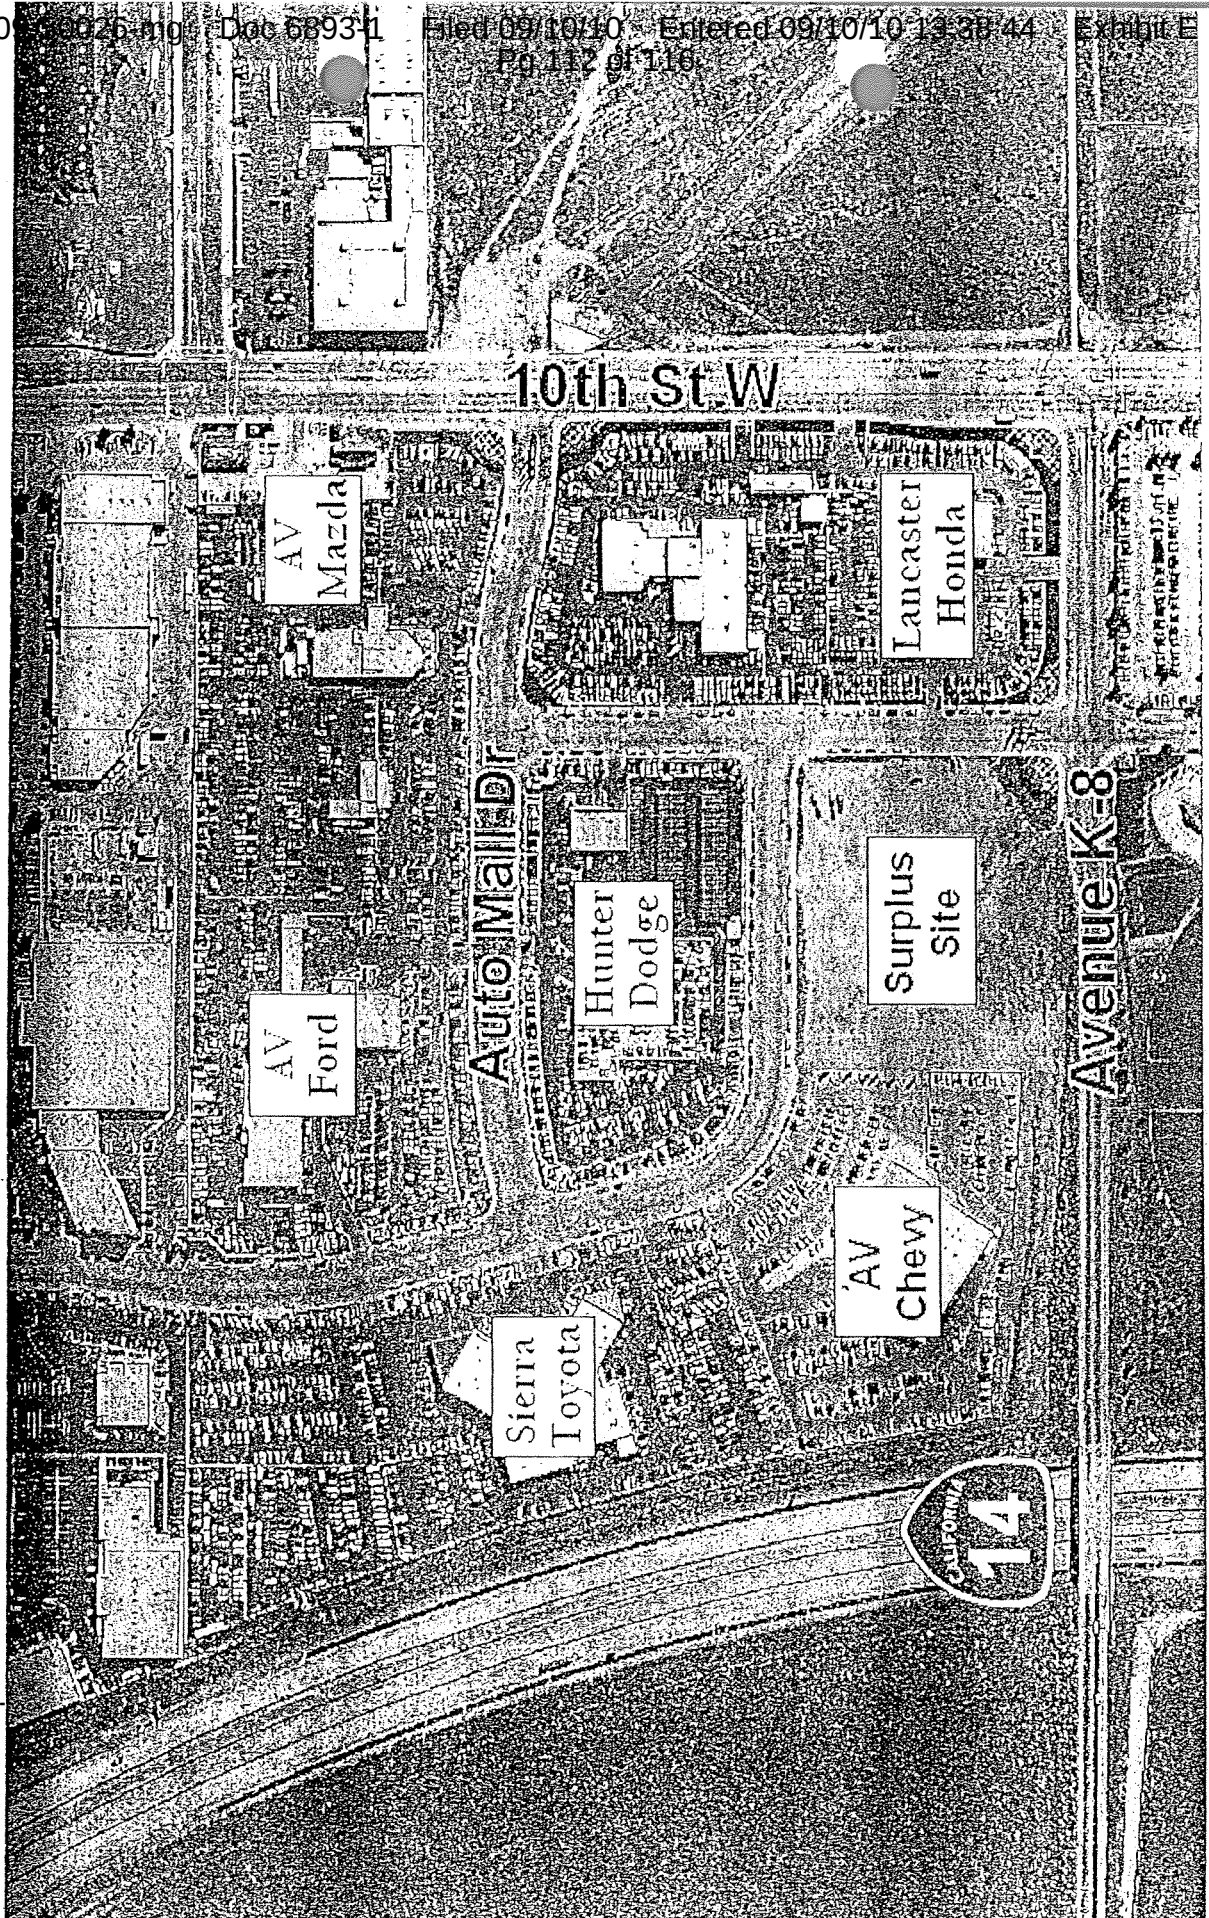 Doc 6893-1 Filed 09/10/10 Entered 09/10/10 13:38:44 Exhibit E
Pg 112 of 116
10th St W
AV
Mazda
Lancaster
Honda
Auto Mall Dr
Hunter
Dodge
Surplus
Site
Avenue K-8
AV
Ford
AV
Chevy
Sierra
Toyota
CALIFORNIA
14